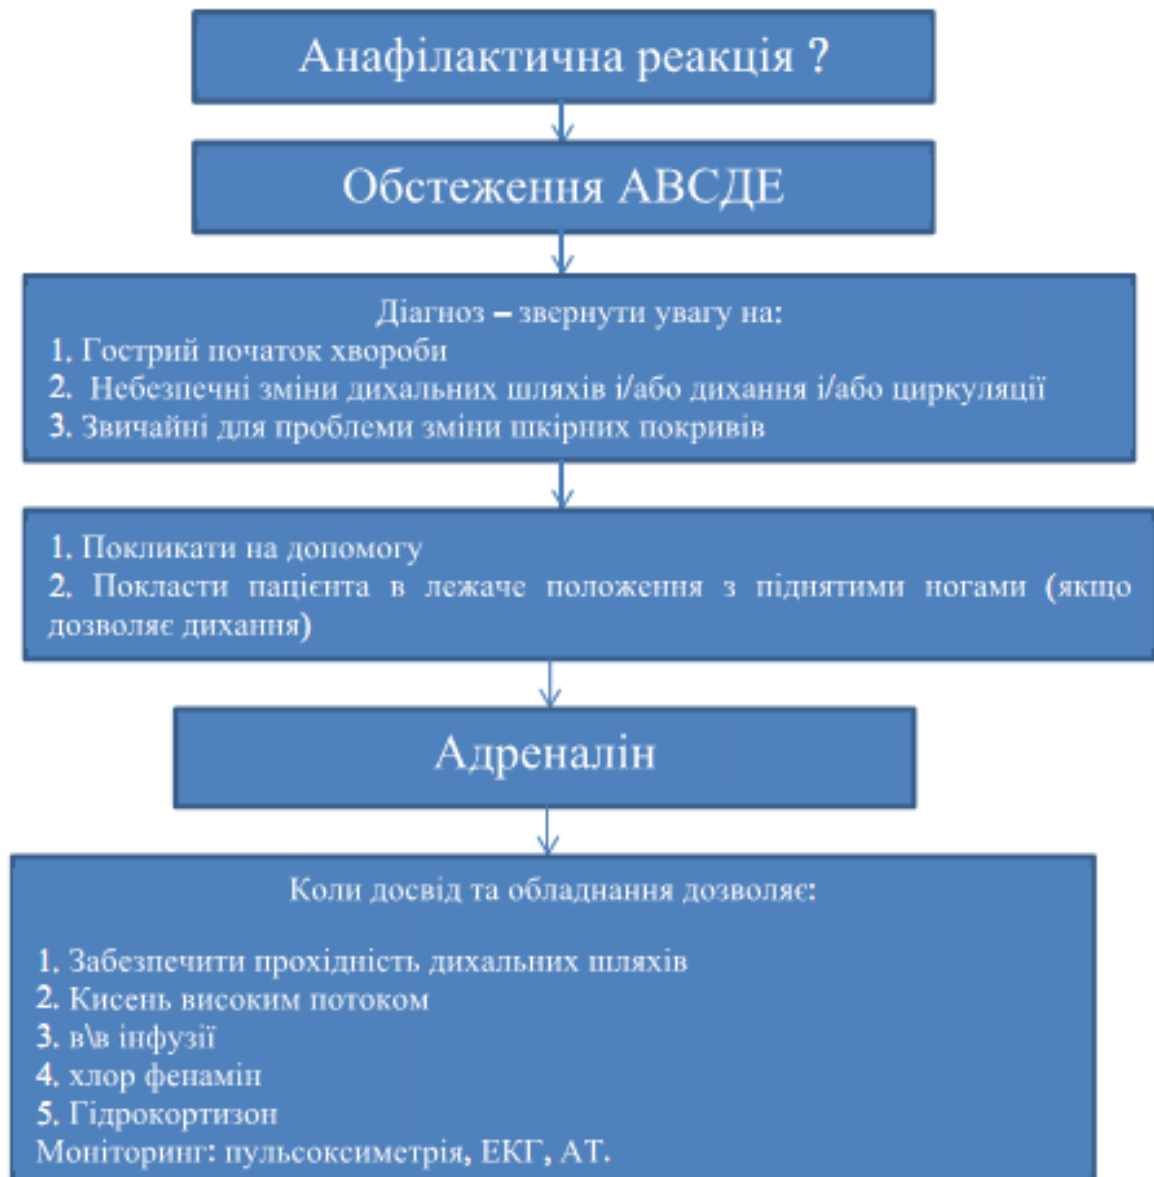 Анафілактична реакція ?
Обстеження АВСДЕ
Діагноз – звернути увагу на:
1. Гострий початок хвороби
2. Небезпечні зміни дихальних шляхів і/або дихання і/або циркуляції
3. Звичайні для проблеми зміни шкірних покривів
1. Покликати на допомогу
2. Покласти пацієнта в лежаче положення з піднятими ногами (якщо
дозволяє дихання)
Адреналін
Коли досвід та обладнання дозволяє:
1. Забезпечити прохідність дихальних шляхів
2. Кисень високим потоком
3. в\в інфузії
4. хлор фенамін
5. Гідрокортизон
Моніторинг: пульсоксиметрія, ЕКГ, АТ.